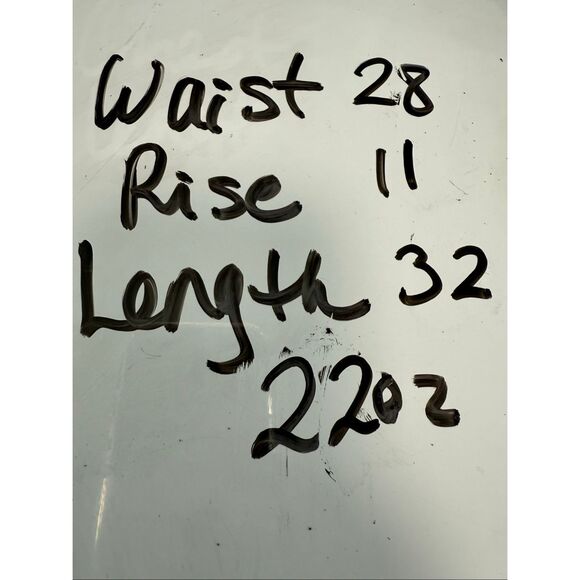 Waist 28
Rise 11
Length 32
22oz